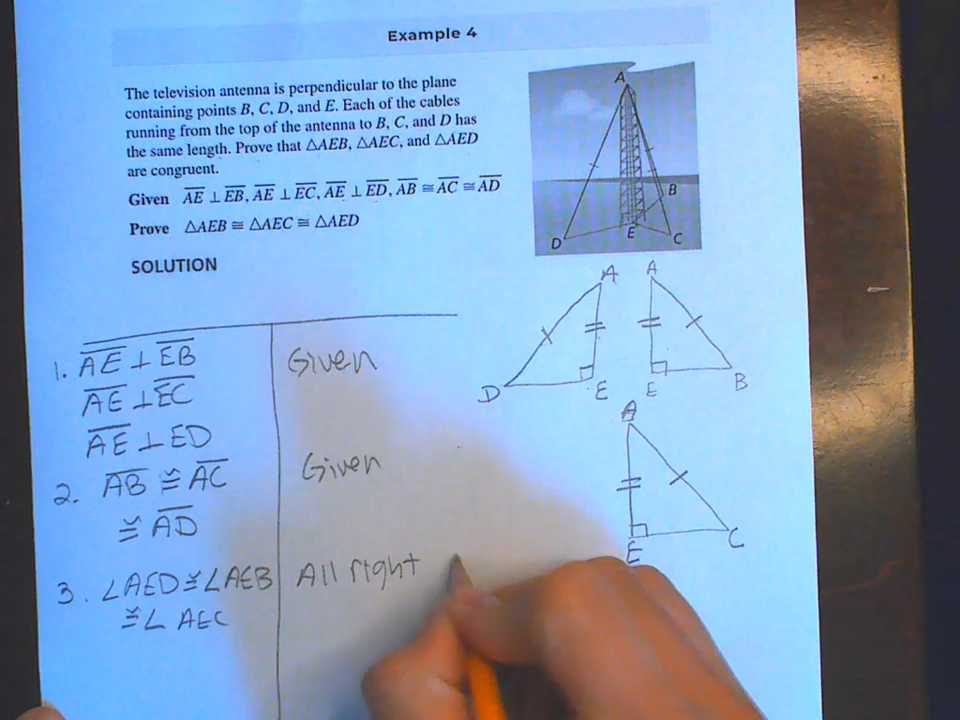 Example 4
The television antenna is perpendicular to the plane
containing points B, C, D, and E. Each of the cables
running from the top of the antenna to B, C, and D has
the same length. Prove that △AEB, △AEC, and △AED
are congruent.
Given AE ⊥ EB, AE ⊥ EC, AE ⊥ ED, AB ≅ AC ≅ AD
Prove △AEB ≅ △AEC ≅ △AED
SOLUTION
A
B
D
E
C
A
D
E
A
E
B
A
E
C
1. AE ⊥ EB Given
AE ⊥ EC
AE ⊥ ED
2. AB ≅ AC Given
≅ AD
3. ∠AED ≅ ∠AEB All right
≅ ∠AEC